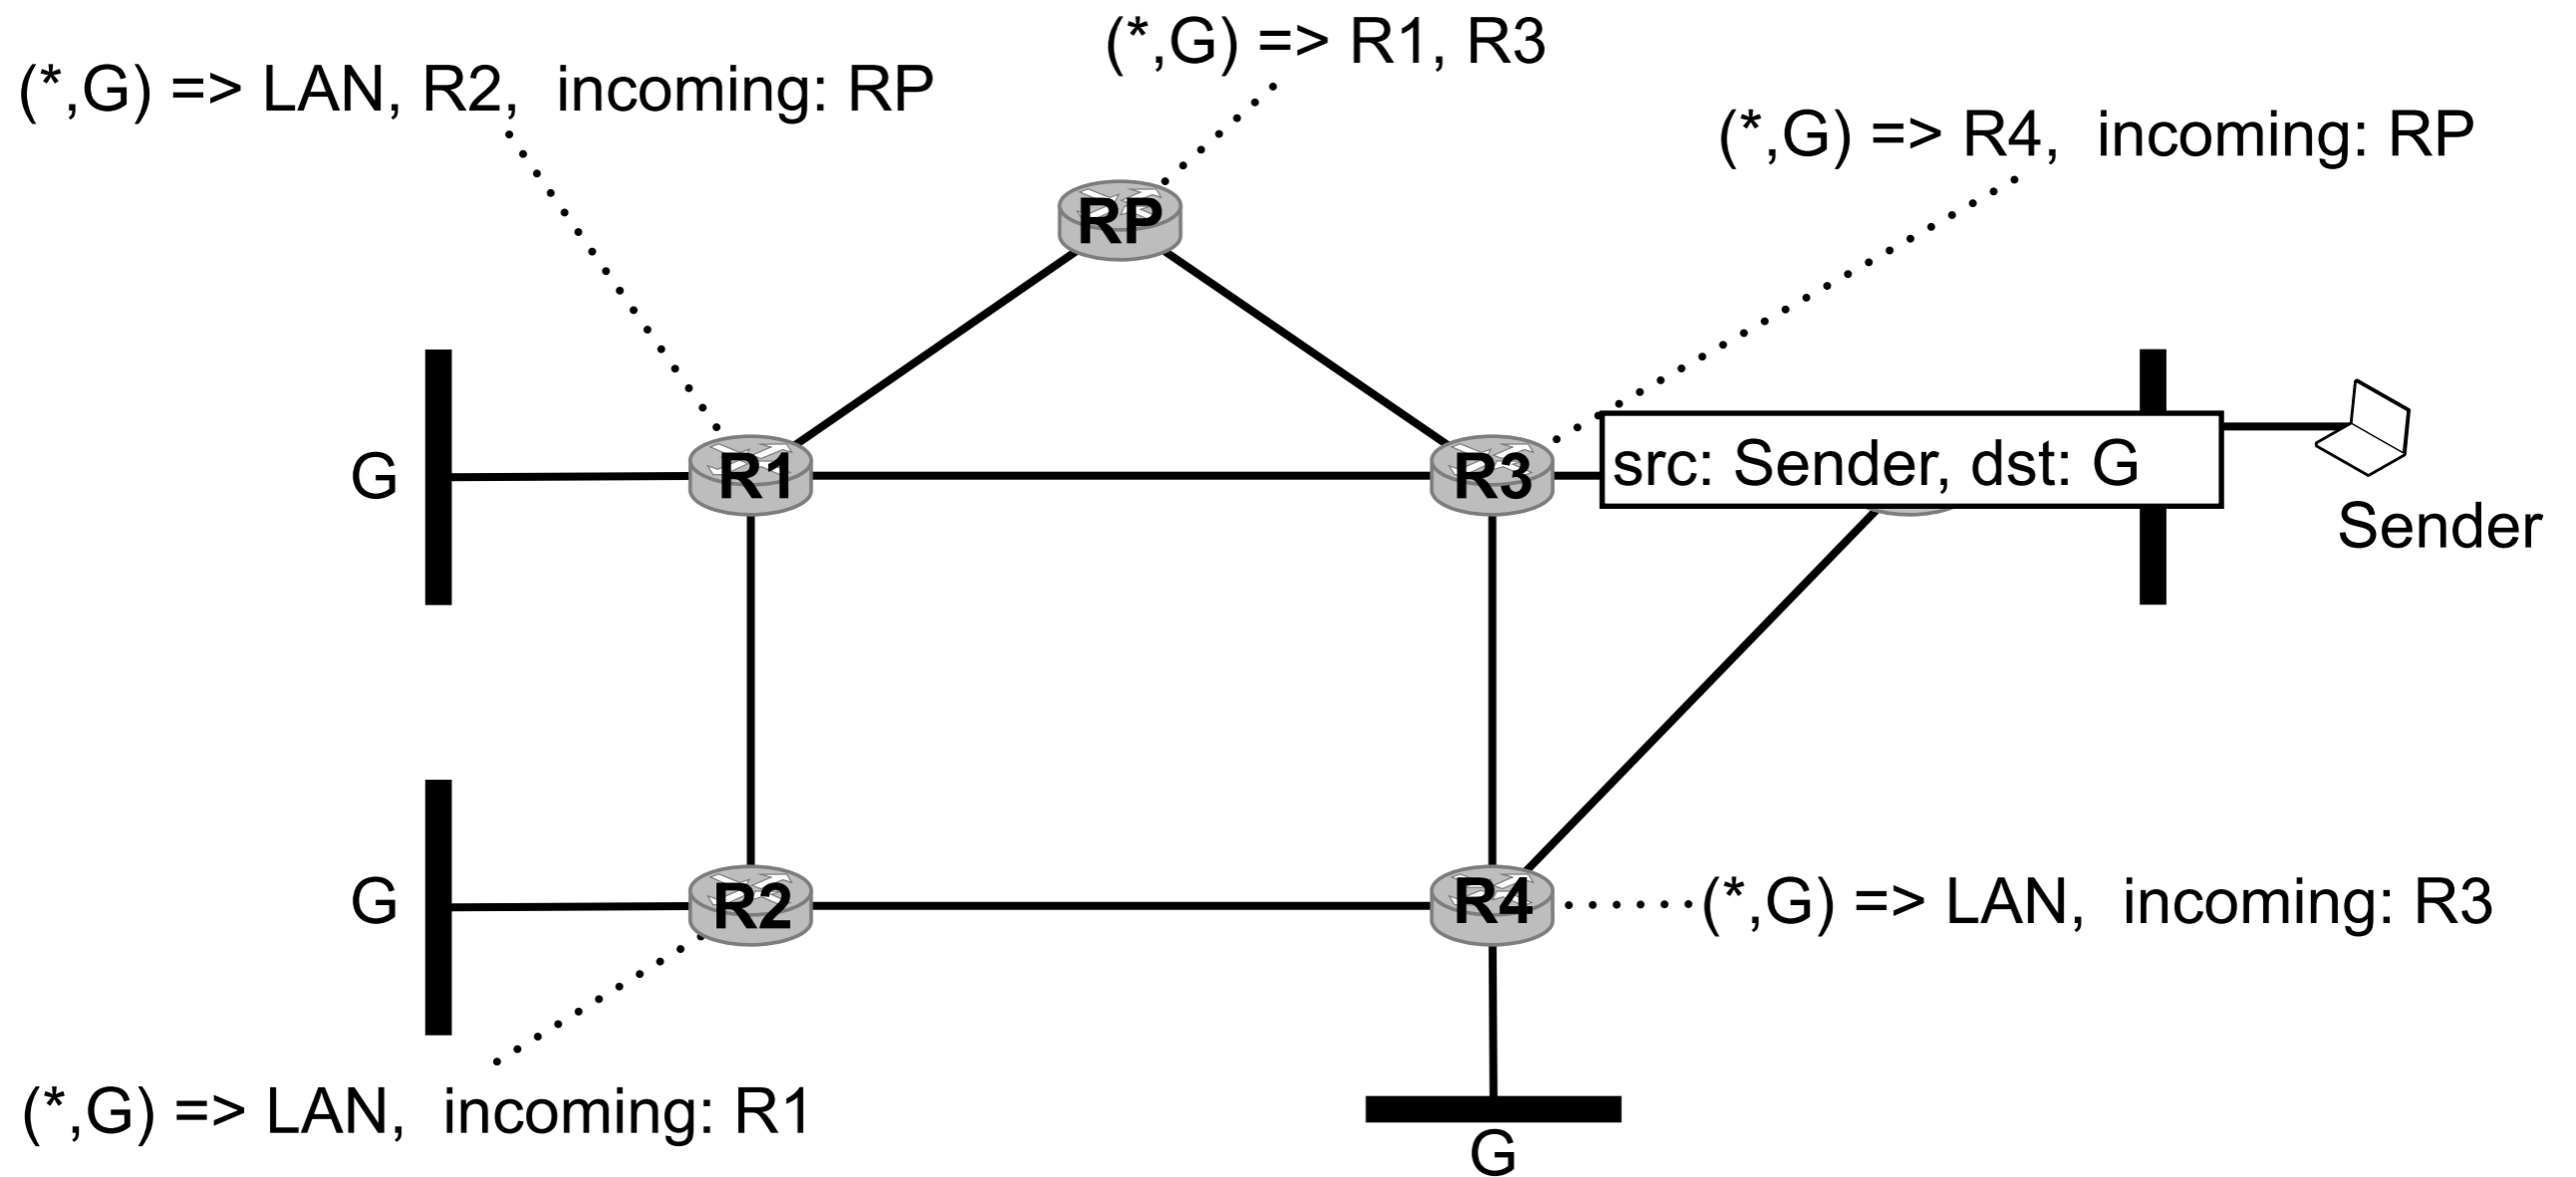 (*,G) => R1, R3
(*,G) => LAN, R2, incoming: RP
(*,G) => R4, incoming: RP
RP
G
R1
R3
src: Sender, dst: G
Sender
G
R2
R4
(*,G) => LAN, incoming: R3
(*,G) => LAN, incoming: R1
G